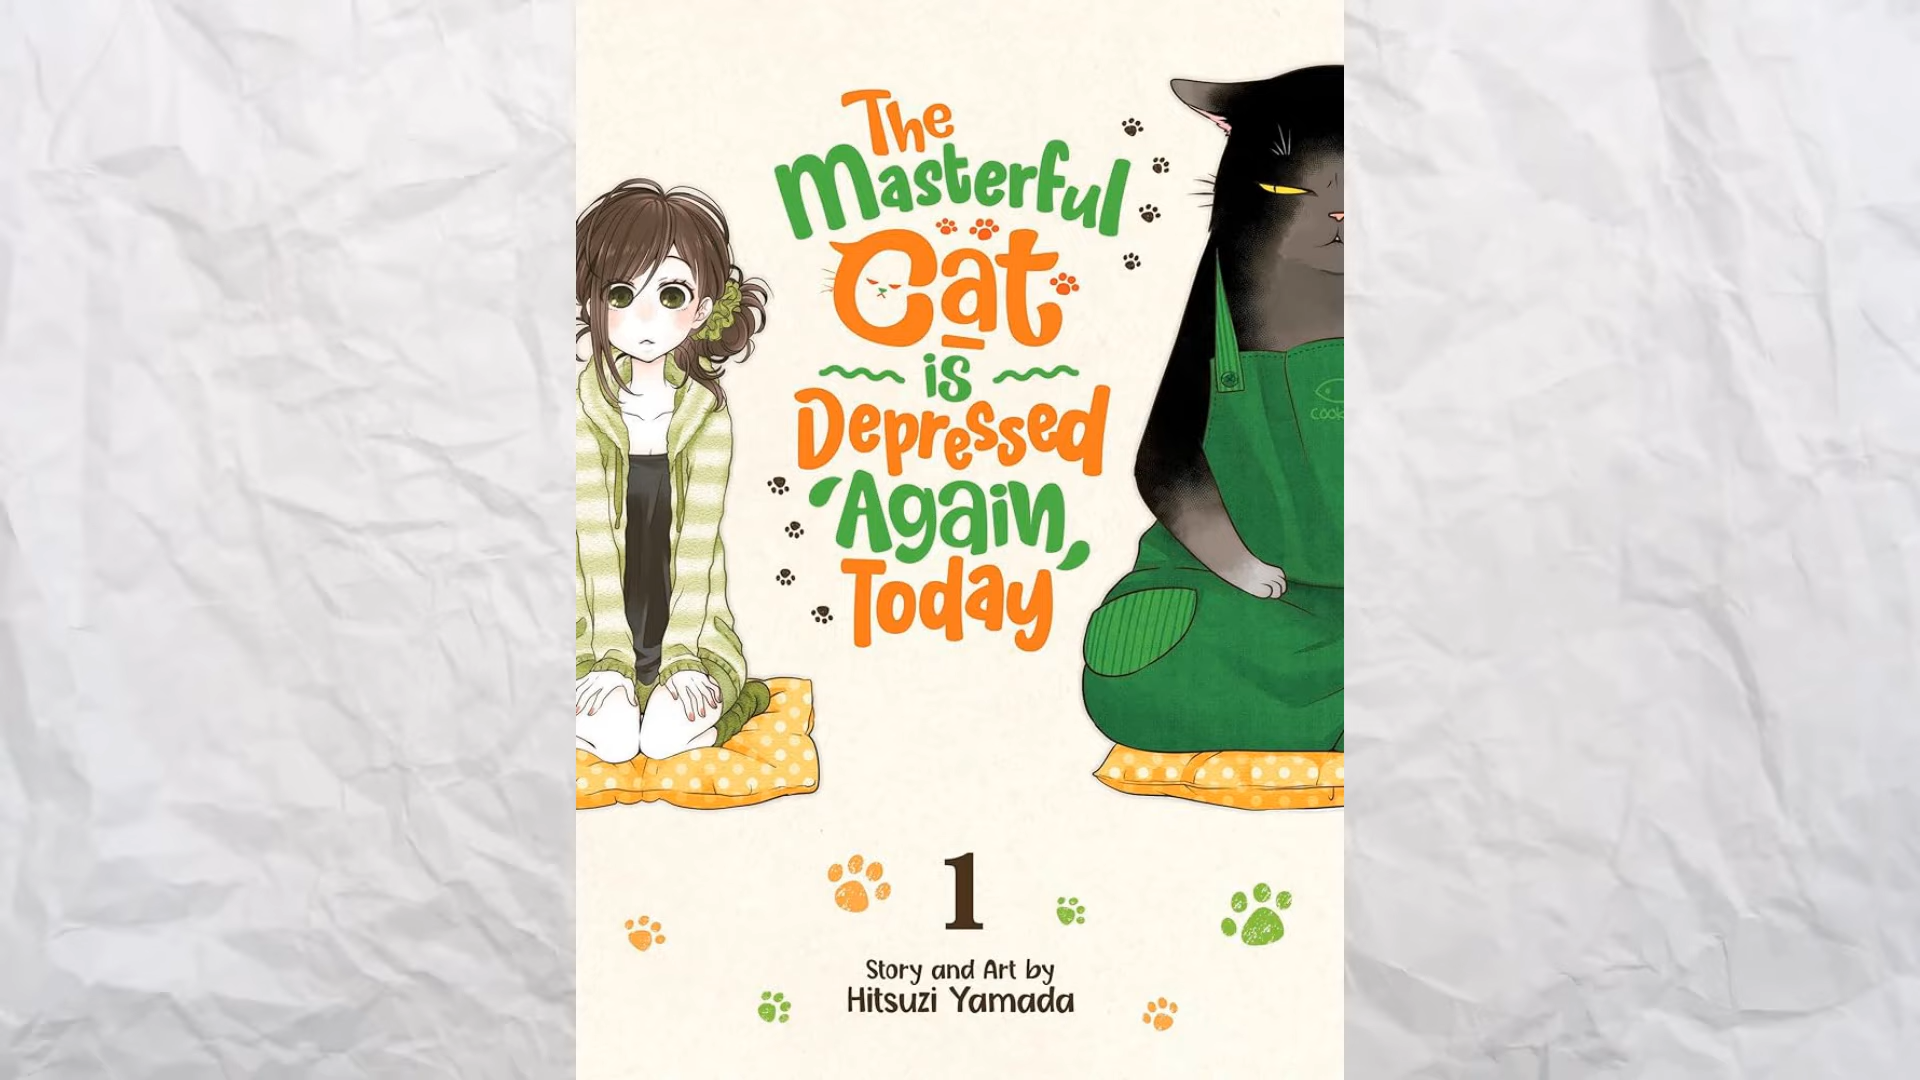 The
Masterful
Cat
is
Depressed
Again
Today
1
Story and Art by
Hitsuzi Yamada